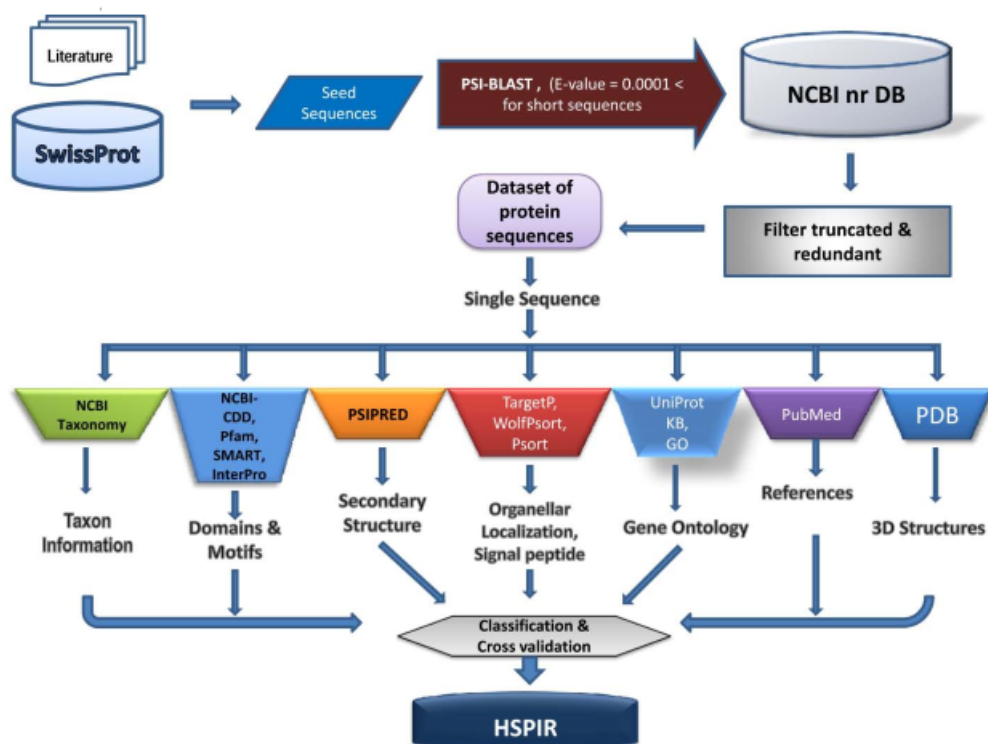 Literature
SwissProt
Seed
Sequences
PSI-BLAST , (E-value = 0.0001 <
for short sequences
NCBI nr DB
Dataset of
protein
sequences
Filter truncated &
redundant
Single Sequence
NCBI
Taxonomy
NCBI-
CDD,
Pfam,
SMART,
InterPro
PSIPRED
TargetP,
WolfPsort,
Psort
UniProt
KB,
GO
PubMed
PDB
Taxon
Information
Domains &
Motifs
Secondary
Structure
Organellar
Localization,
Signal peptide
Gene Ontology
References
3D Structures
Classification &
Cross validation
HSPIR